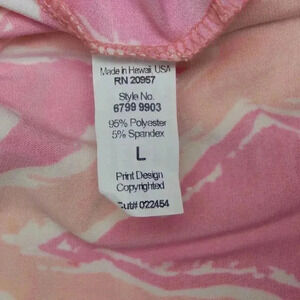 Made in Hawaii, USA
RN 20957
Style No.
6799 9903
95% Polyester
5% Spandex
L
Print Design
Copyrighted
Cut# 022454